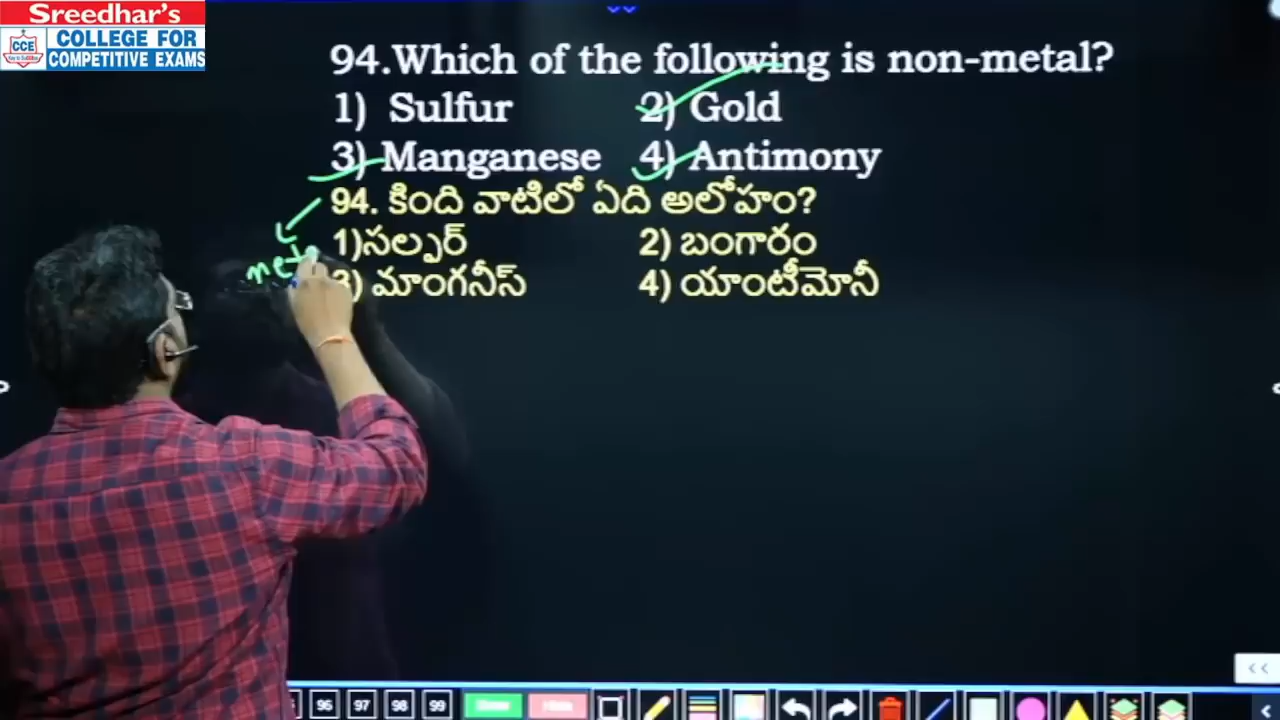 Sreedhar's
CCE
COLLEGE FOR
COMPETITIVE EXAMS
94.Which of the following is non-metal?
1) Sulfur 2) Gold
3) Manganese 4) Antimony
94. కింది వాటిలో ఏది అలోహం?
1)సల్ఫర్ 2) బంగారం
3) మాంగనీస్ 4) యాంటీమోనీ
96 97 98 99